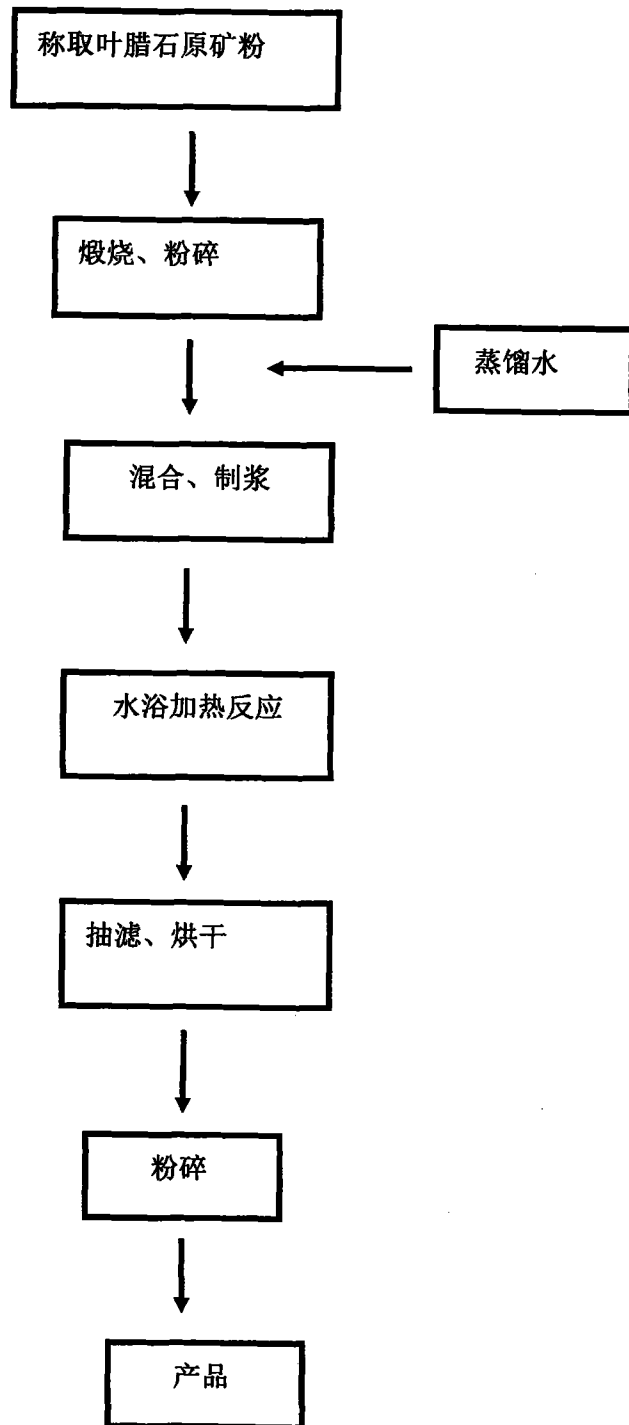 称取叶腊石原矿粉
煅烧、粉碎
蒸馏水
混合、制浆
水浴加热反应
抽滤、烘干
粉碎
产品